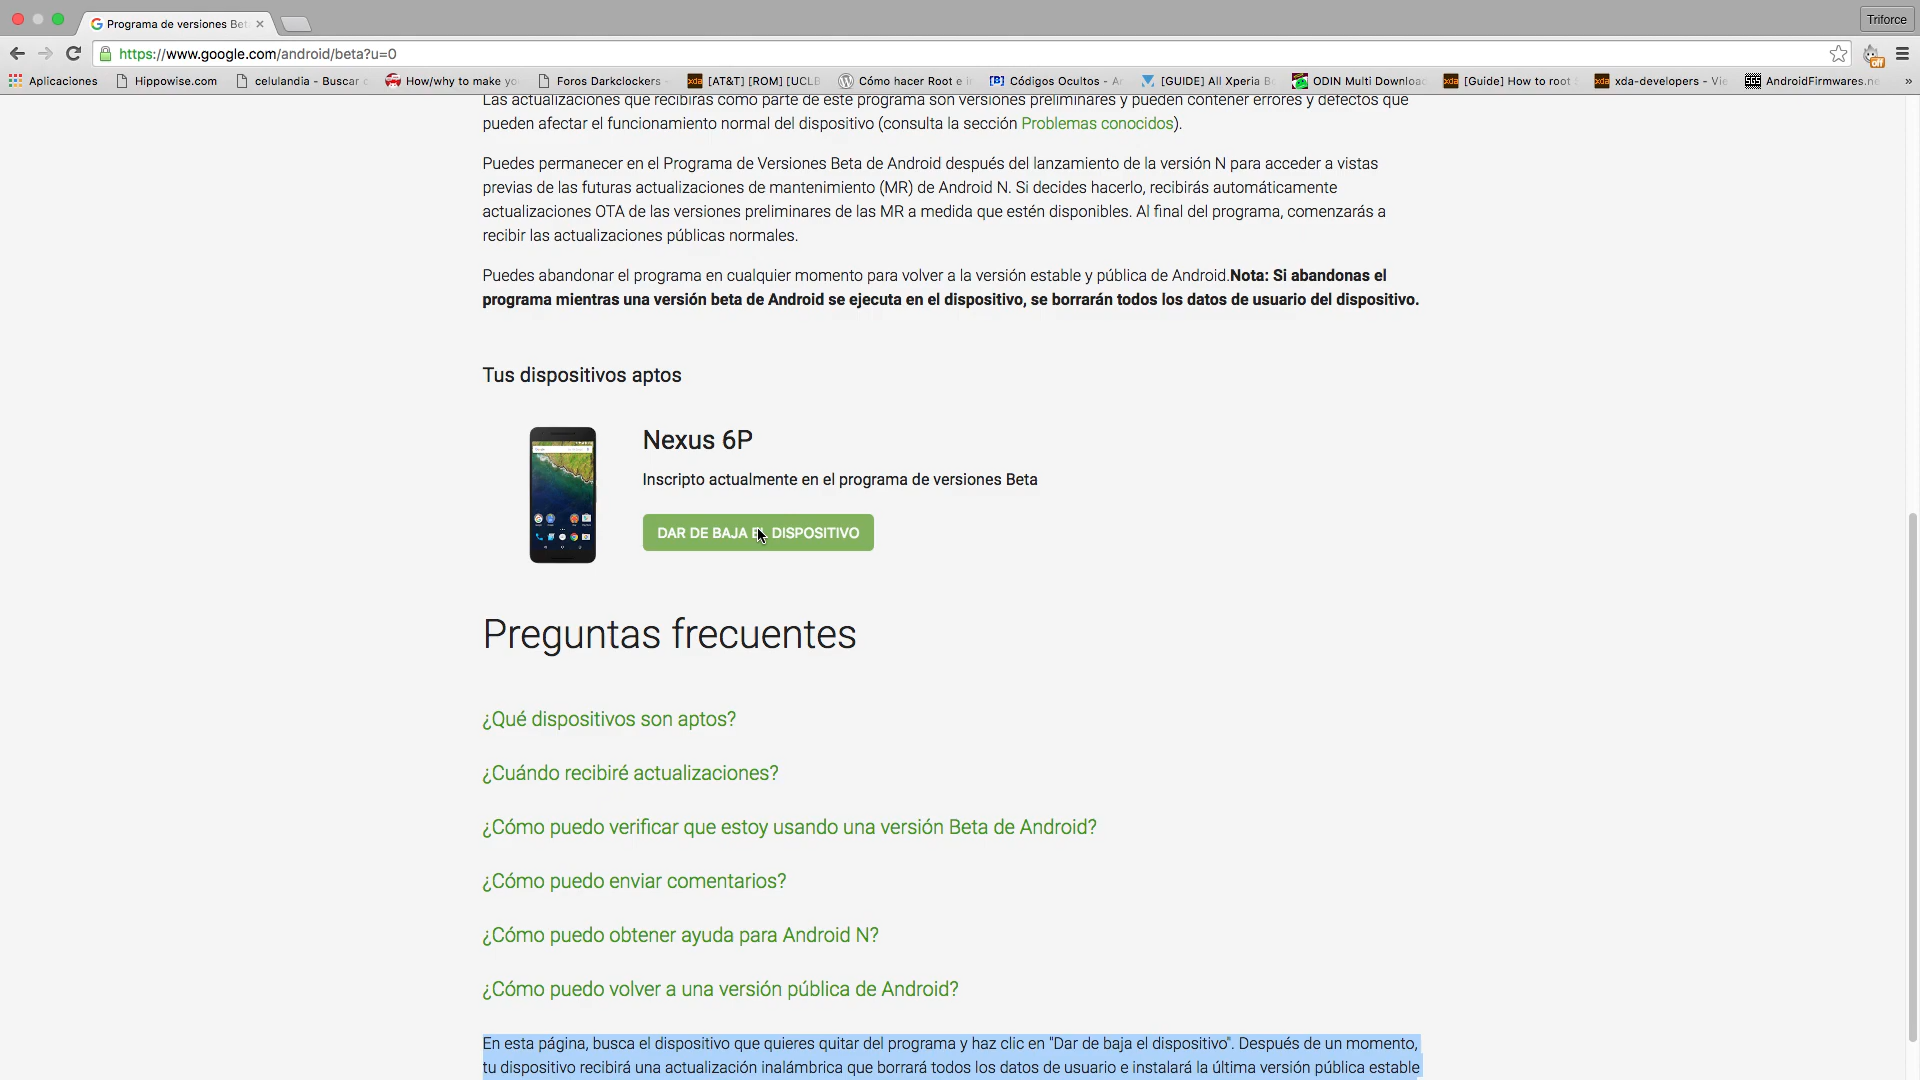 Programa de versiones Bet
Triforce
https://www.google.com/android/beta?u=0
Aplicaciones
Hippowise.com
celulandia - Buscar
How/why to make yo
Foros Darkclockers
[AT&T] [ROM] [UCLB
Cómo hacer Root e i
Códigos Ocultos - A
[GUIDE] All Xperia
ODIN Multi Downloa
[Guide] How to root
xda-developers - Vie
AndroidFirmwares.ne
»
Las actualizaciones que recibirás como parte de este programa son versiones preliminares y pueden contener errores y defectos que
pueden afectar el funcionamiento normal del dispositivo (consulta la sección Problemas conocidos).
Puedes permanecer en el Programa de Versiones Beta de Android después del lanzamiento de la versión N para acceder a vistas
previas de las futuras actualizaciones de mantenimiento (MR) de Android N. Si decides hacerlo, recibirás automáticamente
actualizaciones OTA de las versiones preliminares de las MR a medida que estén disponibles. Al final del programa, comenzarás a
recibir las actualizaciones públicas normales.
Puedes abandonar el programa en cualquier momento para volver a la versión estable y pública de Android.Nota: Si abandonas el
programa mientras una versión beta de Android se ejecuta en el dispositivo, se borrarán todos los datos de usuario del dispositivo.
Tus dispositivos aptos
Nexus 6P
Inscripto actualmente en el programa de versiones Beta
DAR DE BAJA EL DISPOSITIVO
Preguntas frecuentes
¿Qué dispositivos son aptos?
¿Cuándo recibiré actualizaciones?
¿Cómo puedo verificar que estoy usando una versión Beta de Android?
¿Cómo puedo enviar comentarios?
¿Cómo puedo obtener ayuda para Android N?
¿Cómo puedo volver a una versión pública de Android?
En esta página, busca el dispositivo que quieres quitar del programa y haz clic en "Dar de baja el dispositivo". Después de un momento,
tu dispositivo recibirá una actualización inalámbrica que borrará todos los datos de usuario e instalará la última versión pública estable